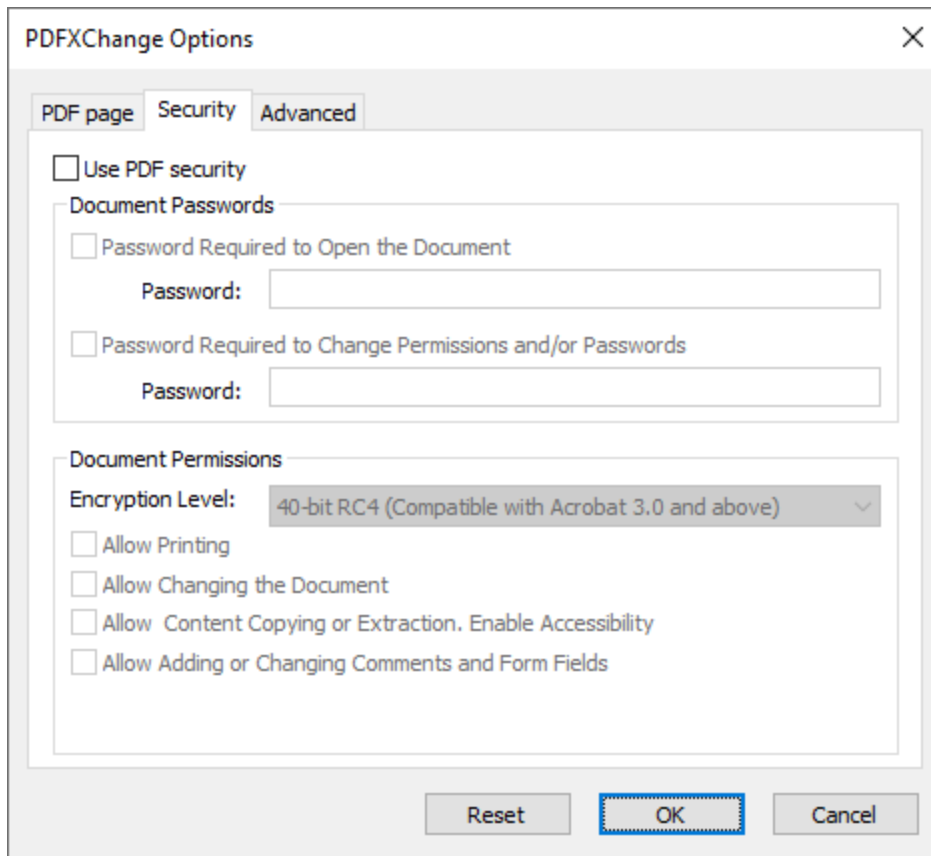 PDFXChange Options
PDF page Security Advanced
Use PDF security
Document Passwords
Password Required to Open the Document
Password:
Password Required to Change Permissions and/or Passwords
Password:
Document Permissions
Encryption Level: 40-bit RC4 (Compatible with Acrobat 3.0 and above)
Allow Printing
Allow Changing the Document
Allow  Content Copying or Extraction. Enable Accessibility
Allow Adding or Changing Comments and Form Fields
Reset OK Cancel